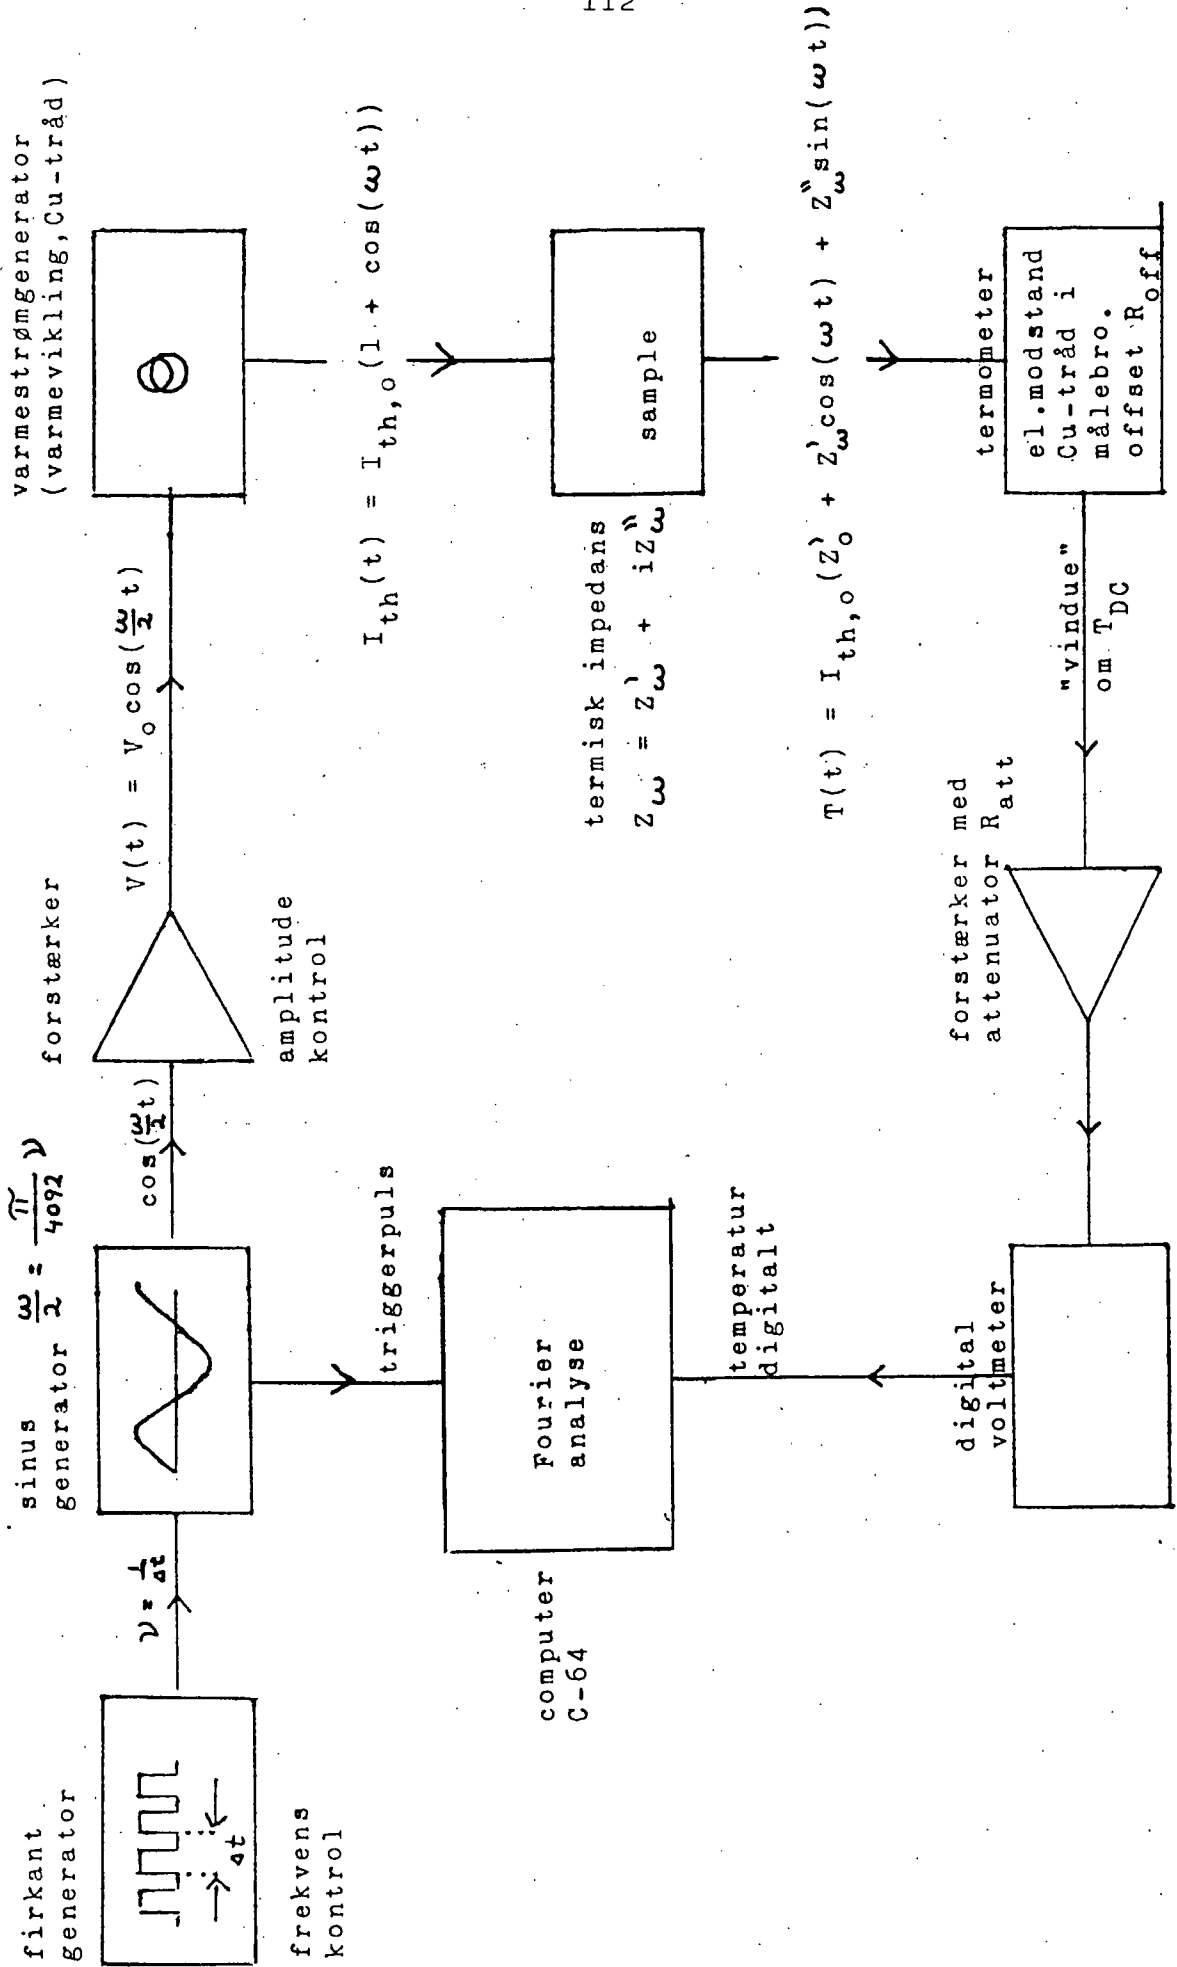 112
firkant
generator
Δt
frekvens
kontrol
ν = 1/Δt
sinus
generator
ω/2 = π/4092 ν
cos(ω/2 t)
forstærker
amplitude
kontrol
V(t) = V_o cos(ω/2 t)
varmestrømgenerator
(varmevikling,Cu-tråd)
I_th(t) = I_th,o(1 + cos(ωt))
sample
termisk impedans
Z_ω = Z'_ω + iZ"_ω
T(t) = I_th,o(Z'_o + Z'_ω cos(ωt) + Z"_ω sin(ωt))
termometer
el.modstand
Cu-tråd i
målebro.
offset R_off
"vindue"
om T_DC
forstærker med
attenuator R_att
digital
voltmeter
temperatur
digitalt
triggerpuls
Fourier
analyse
computer
C-64